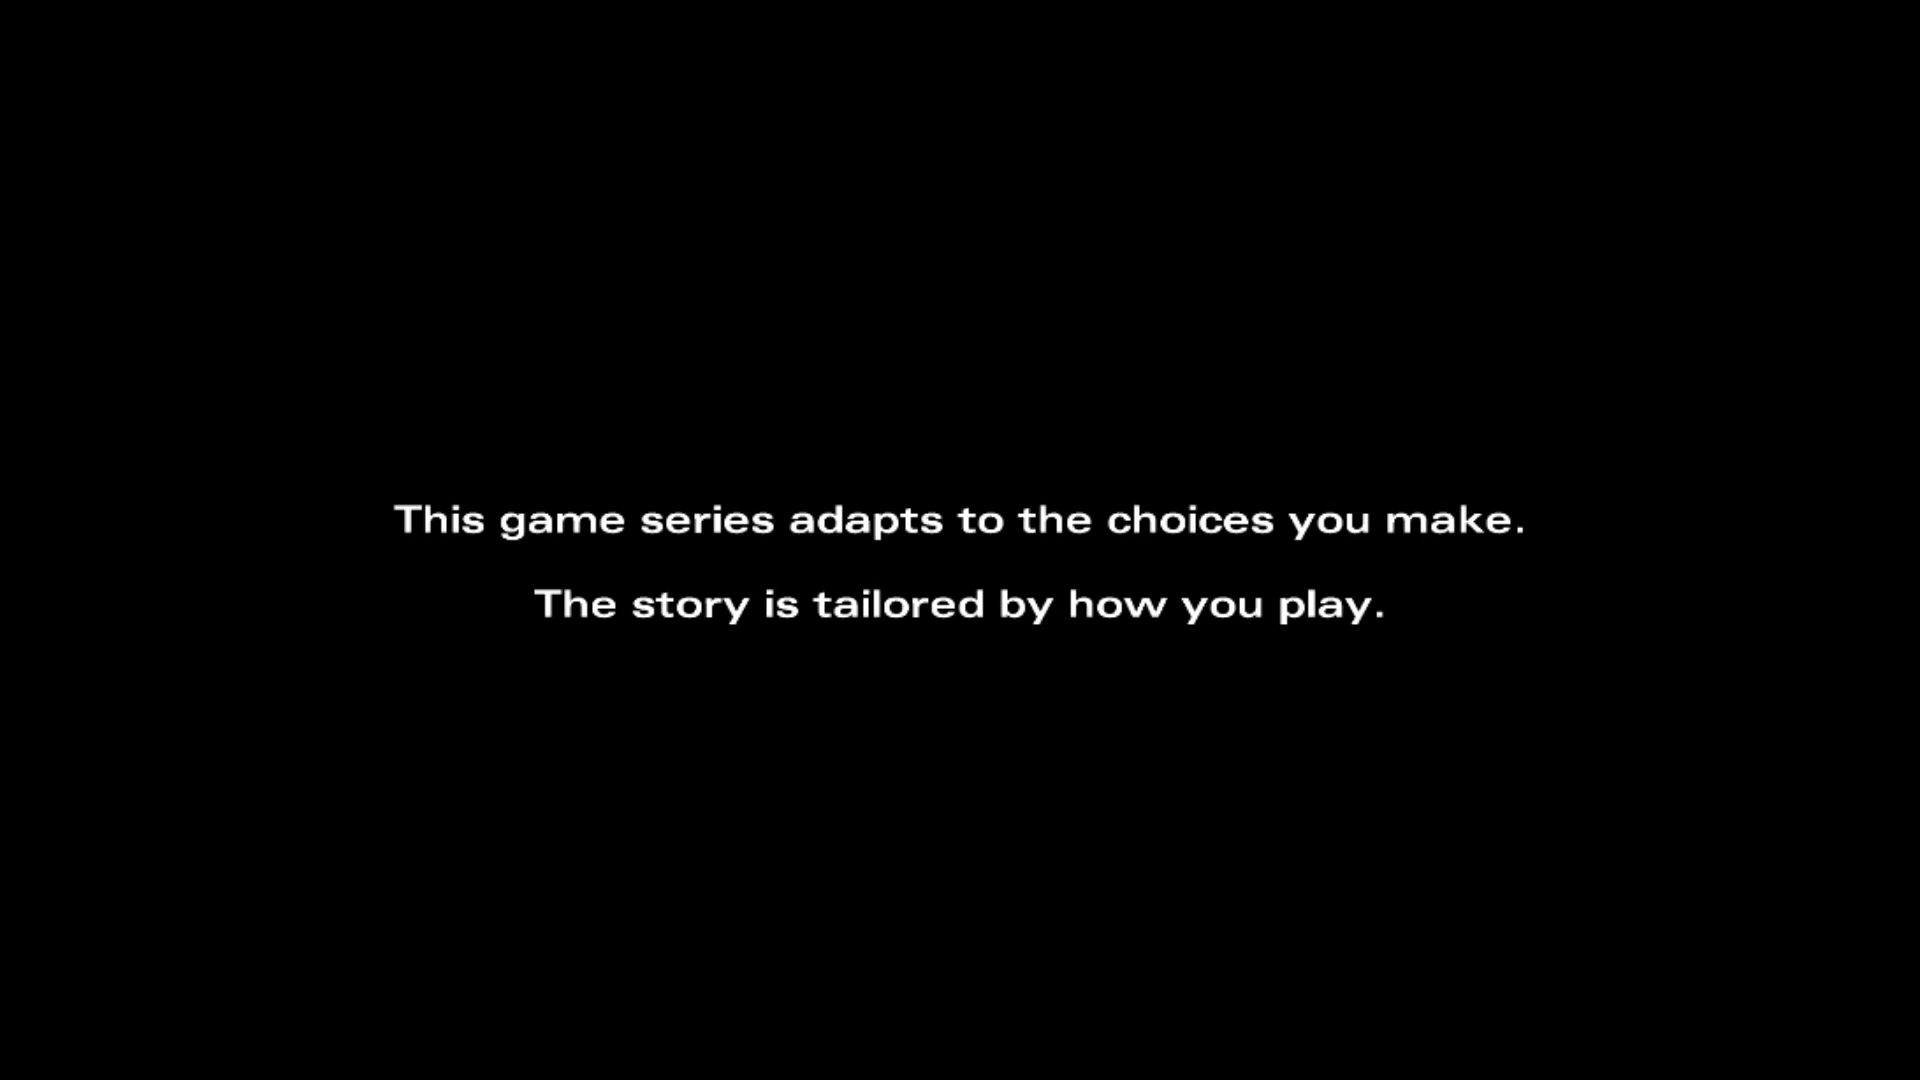 This game series adapts to the choices you make.
The story is tailored by how you play.